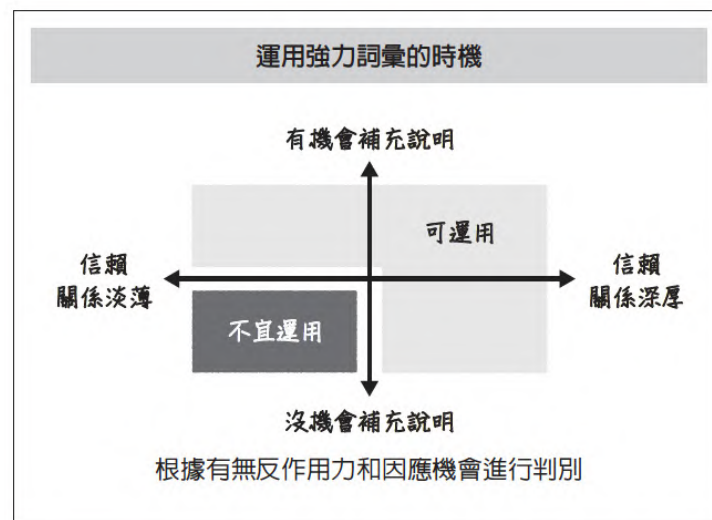 運用強力詞彙的時機
有機會補充說明
可運用
信賴
關係淡薄
信賴
關係深厚
不宜運用
沒機會補充說明
根據有無反作用力和因應機會進行判別